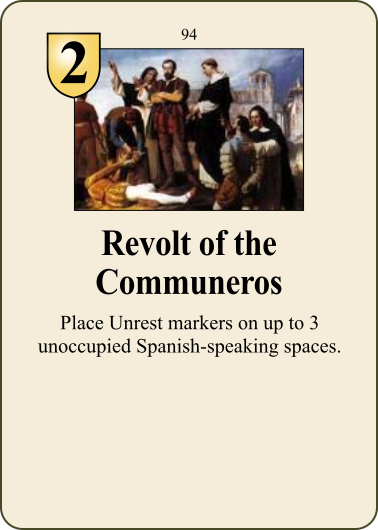 94
2
Revolt of the
Communeros
Place Unrest markers on up to 3
unoccupied Spanish-speaking spaces.